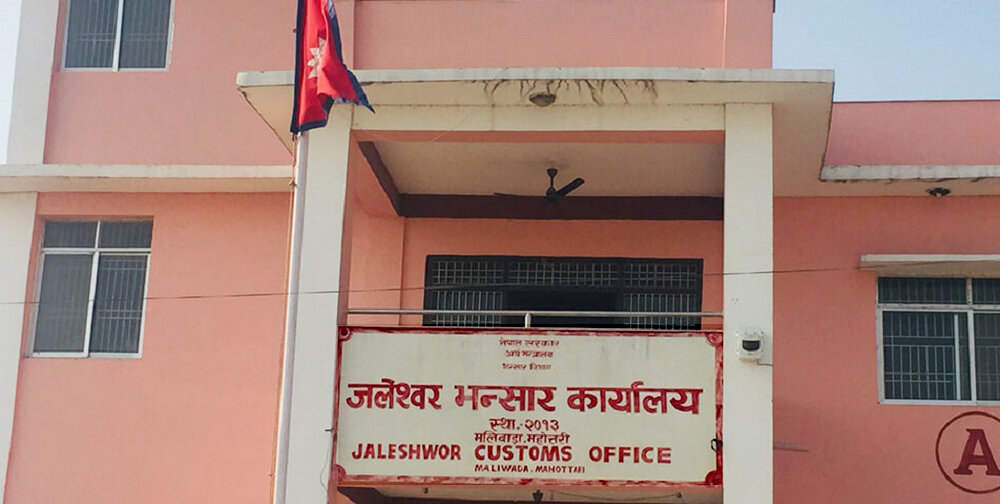 नेपाल सरकार
अर्थ मन्त्रालय
भन्सार विभाग
जलेश्वर भन्सार कार्यालय
स्था.-२०१३
मलिवाडा, महोत्तरी
JALESHWOR CUSTOMS OFFICE
MALIWADA, MAHOTTARI
A